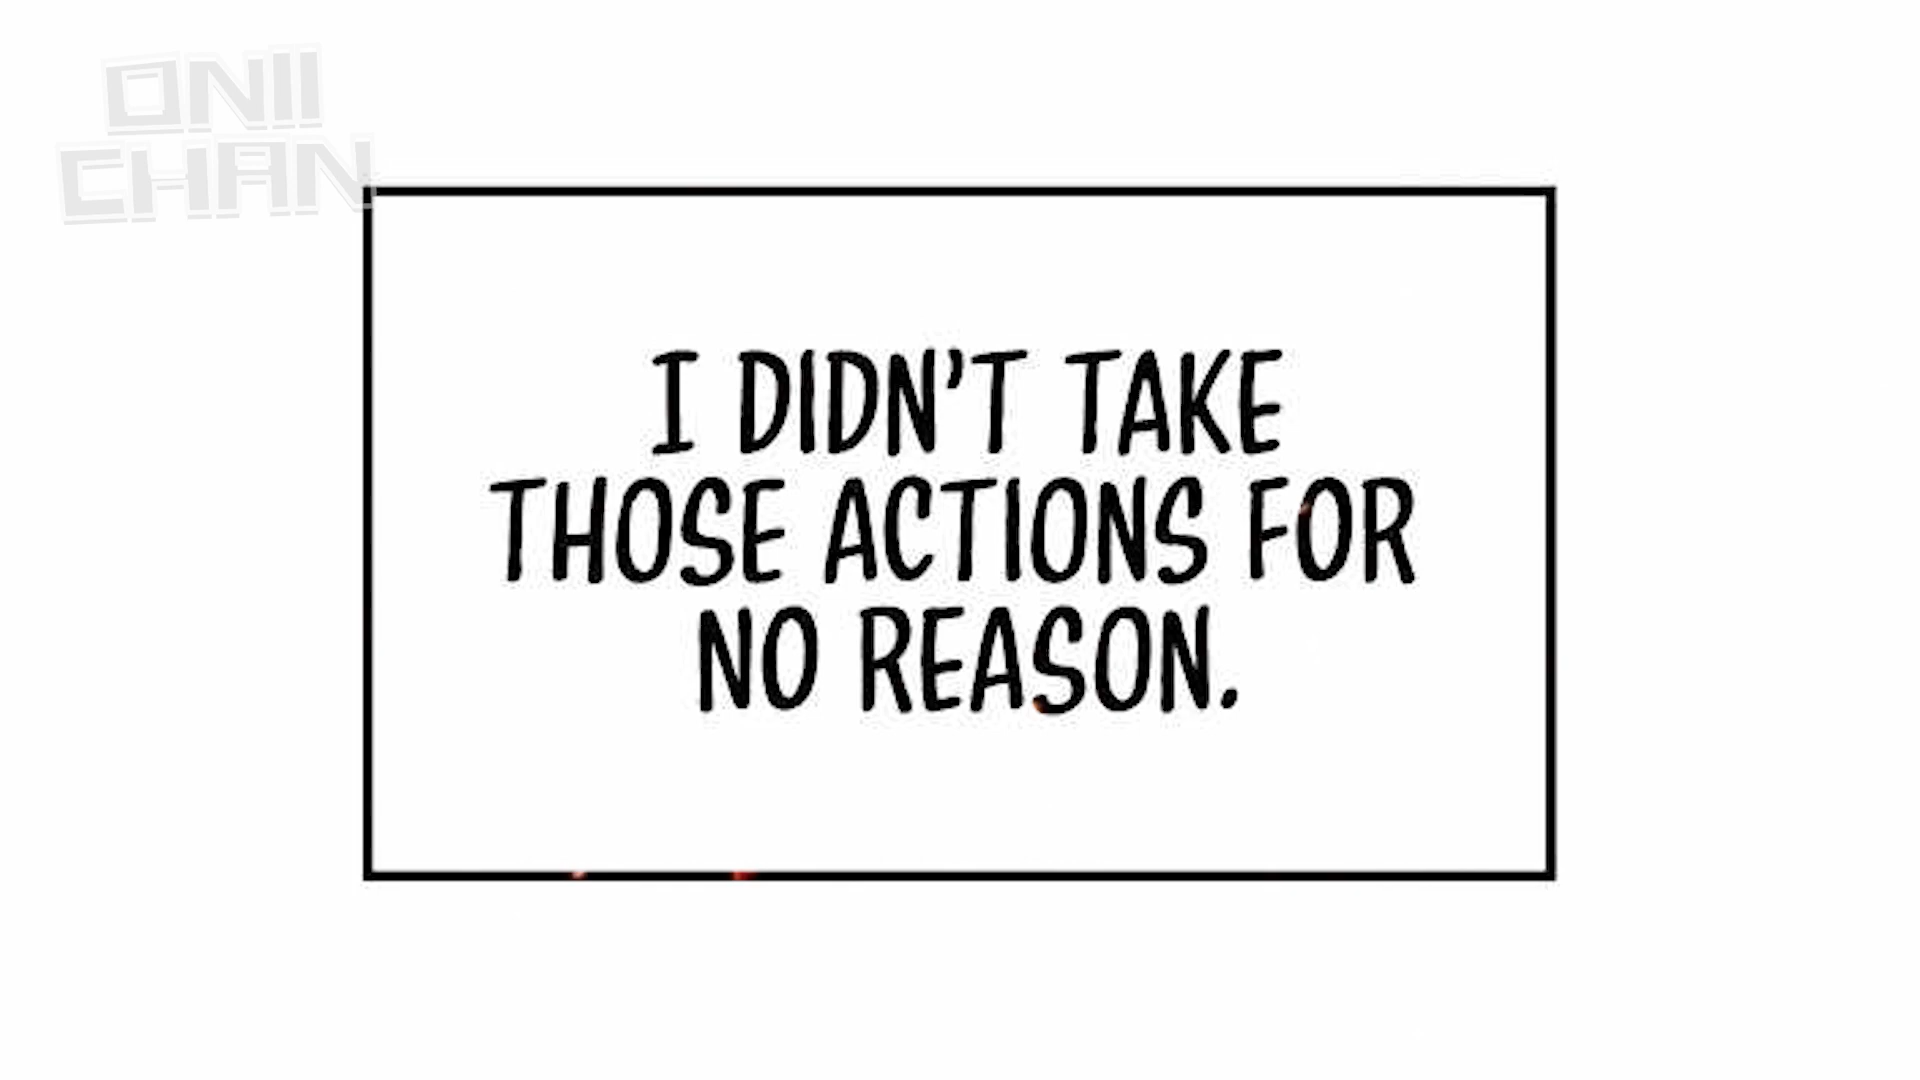 ONII
CHAN
I DIDN'T TAKE
THOSE ACTIONS FOR
NO REASON.